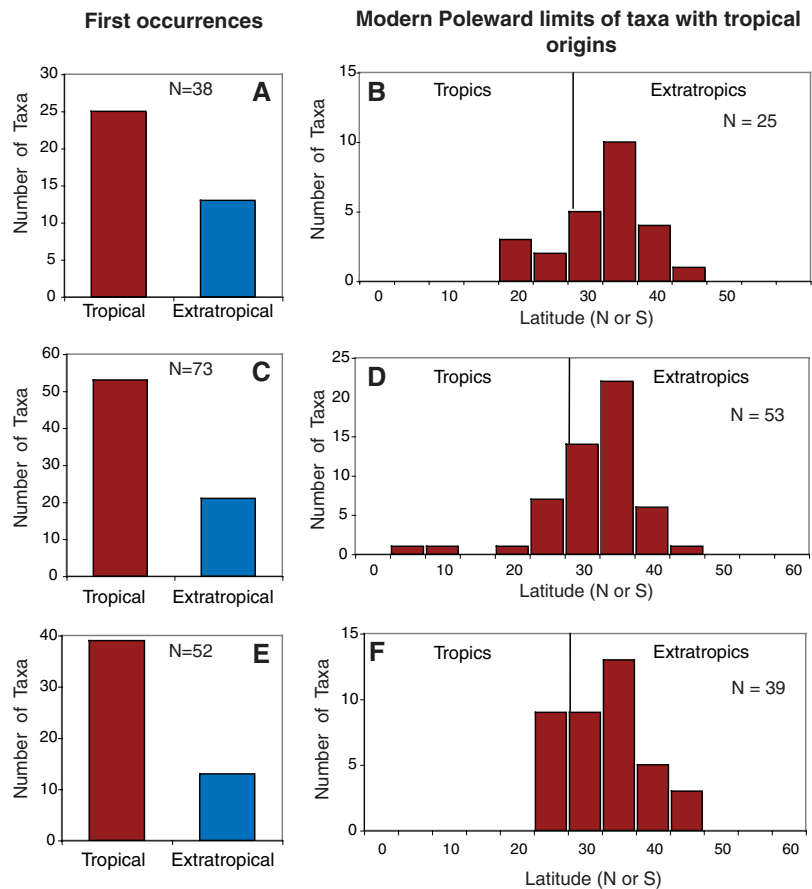 First occurrences
Modern Poleward limits of taxa with tropical
origins
A
N=38
Number of Taxa
30
25
20
15
10
5
0
Tropical Extratropical
B
Tropics Extratropics
N = 25
Number of Taxa
15
10
5
0
0 10 20 30 40 50
Latitude (N or S)
C
N=73
Number of Taxa
60
50
40
30
20
10
0
Tropical Extratropical
D
Tropics Extratropics
N = 53
Number of Taxa
25
20
15
10
5
0
0 10 20 30 40 50 60
Latitude (N or S)
E
N=52
Number of Taxa
40
30
20
10
0
Tropical Extratropical
F
Tropics Extratropics
N = 39
Number of Taxa
15
10
5
0
0 10 20 30 40 50 60
Latitude (N or S)